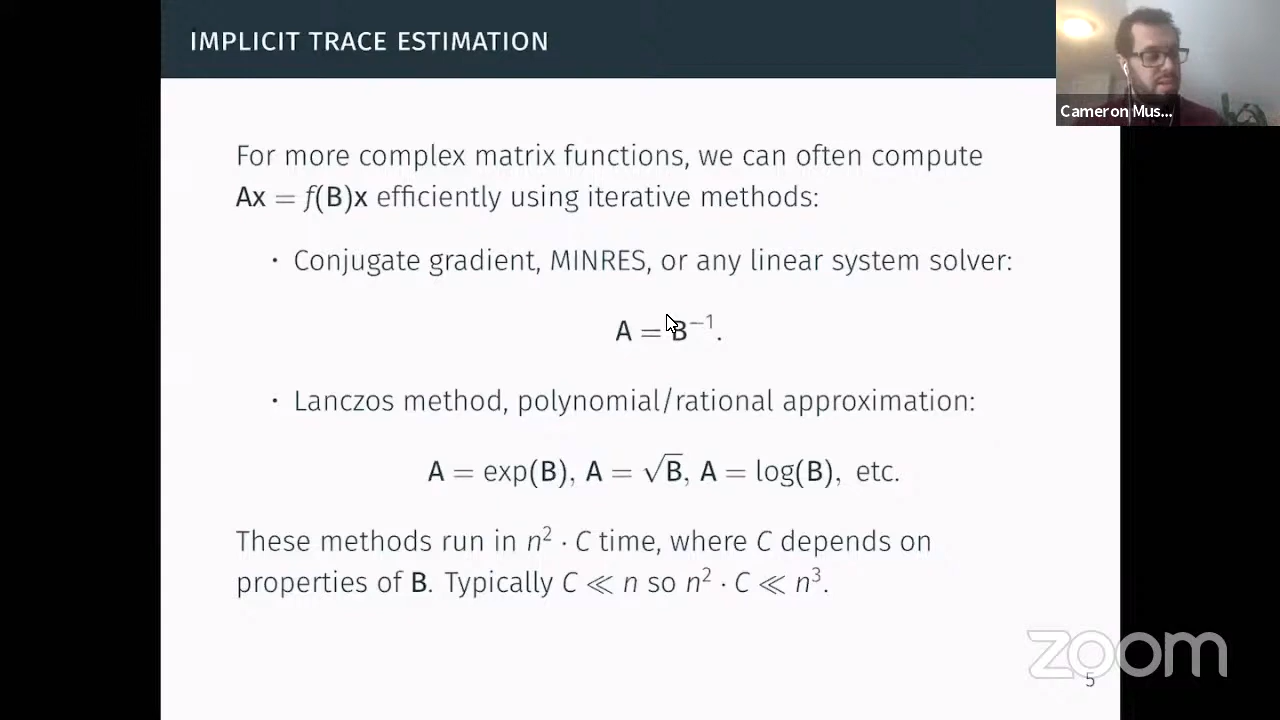 IMPLICIT TRACE ESTIMATION
Cameron Mus...
For more complex matrix functions, we can often compute
Ax = f(B)x efficiently using iterative methods:
· Conjugate gradient, MINRES, or any linear system solver:
A = B⁻¹.
· Lanczos method, polynomial/rational approximation:
A = exp(B), A = √B, A = log(B), etc.
These methods run in n² · C time, where C depends on
properties of B. Typically C ≪ n so n² · C ≪ n³.
zoom
5